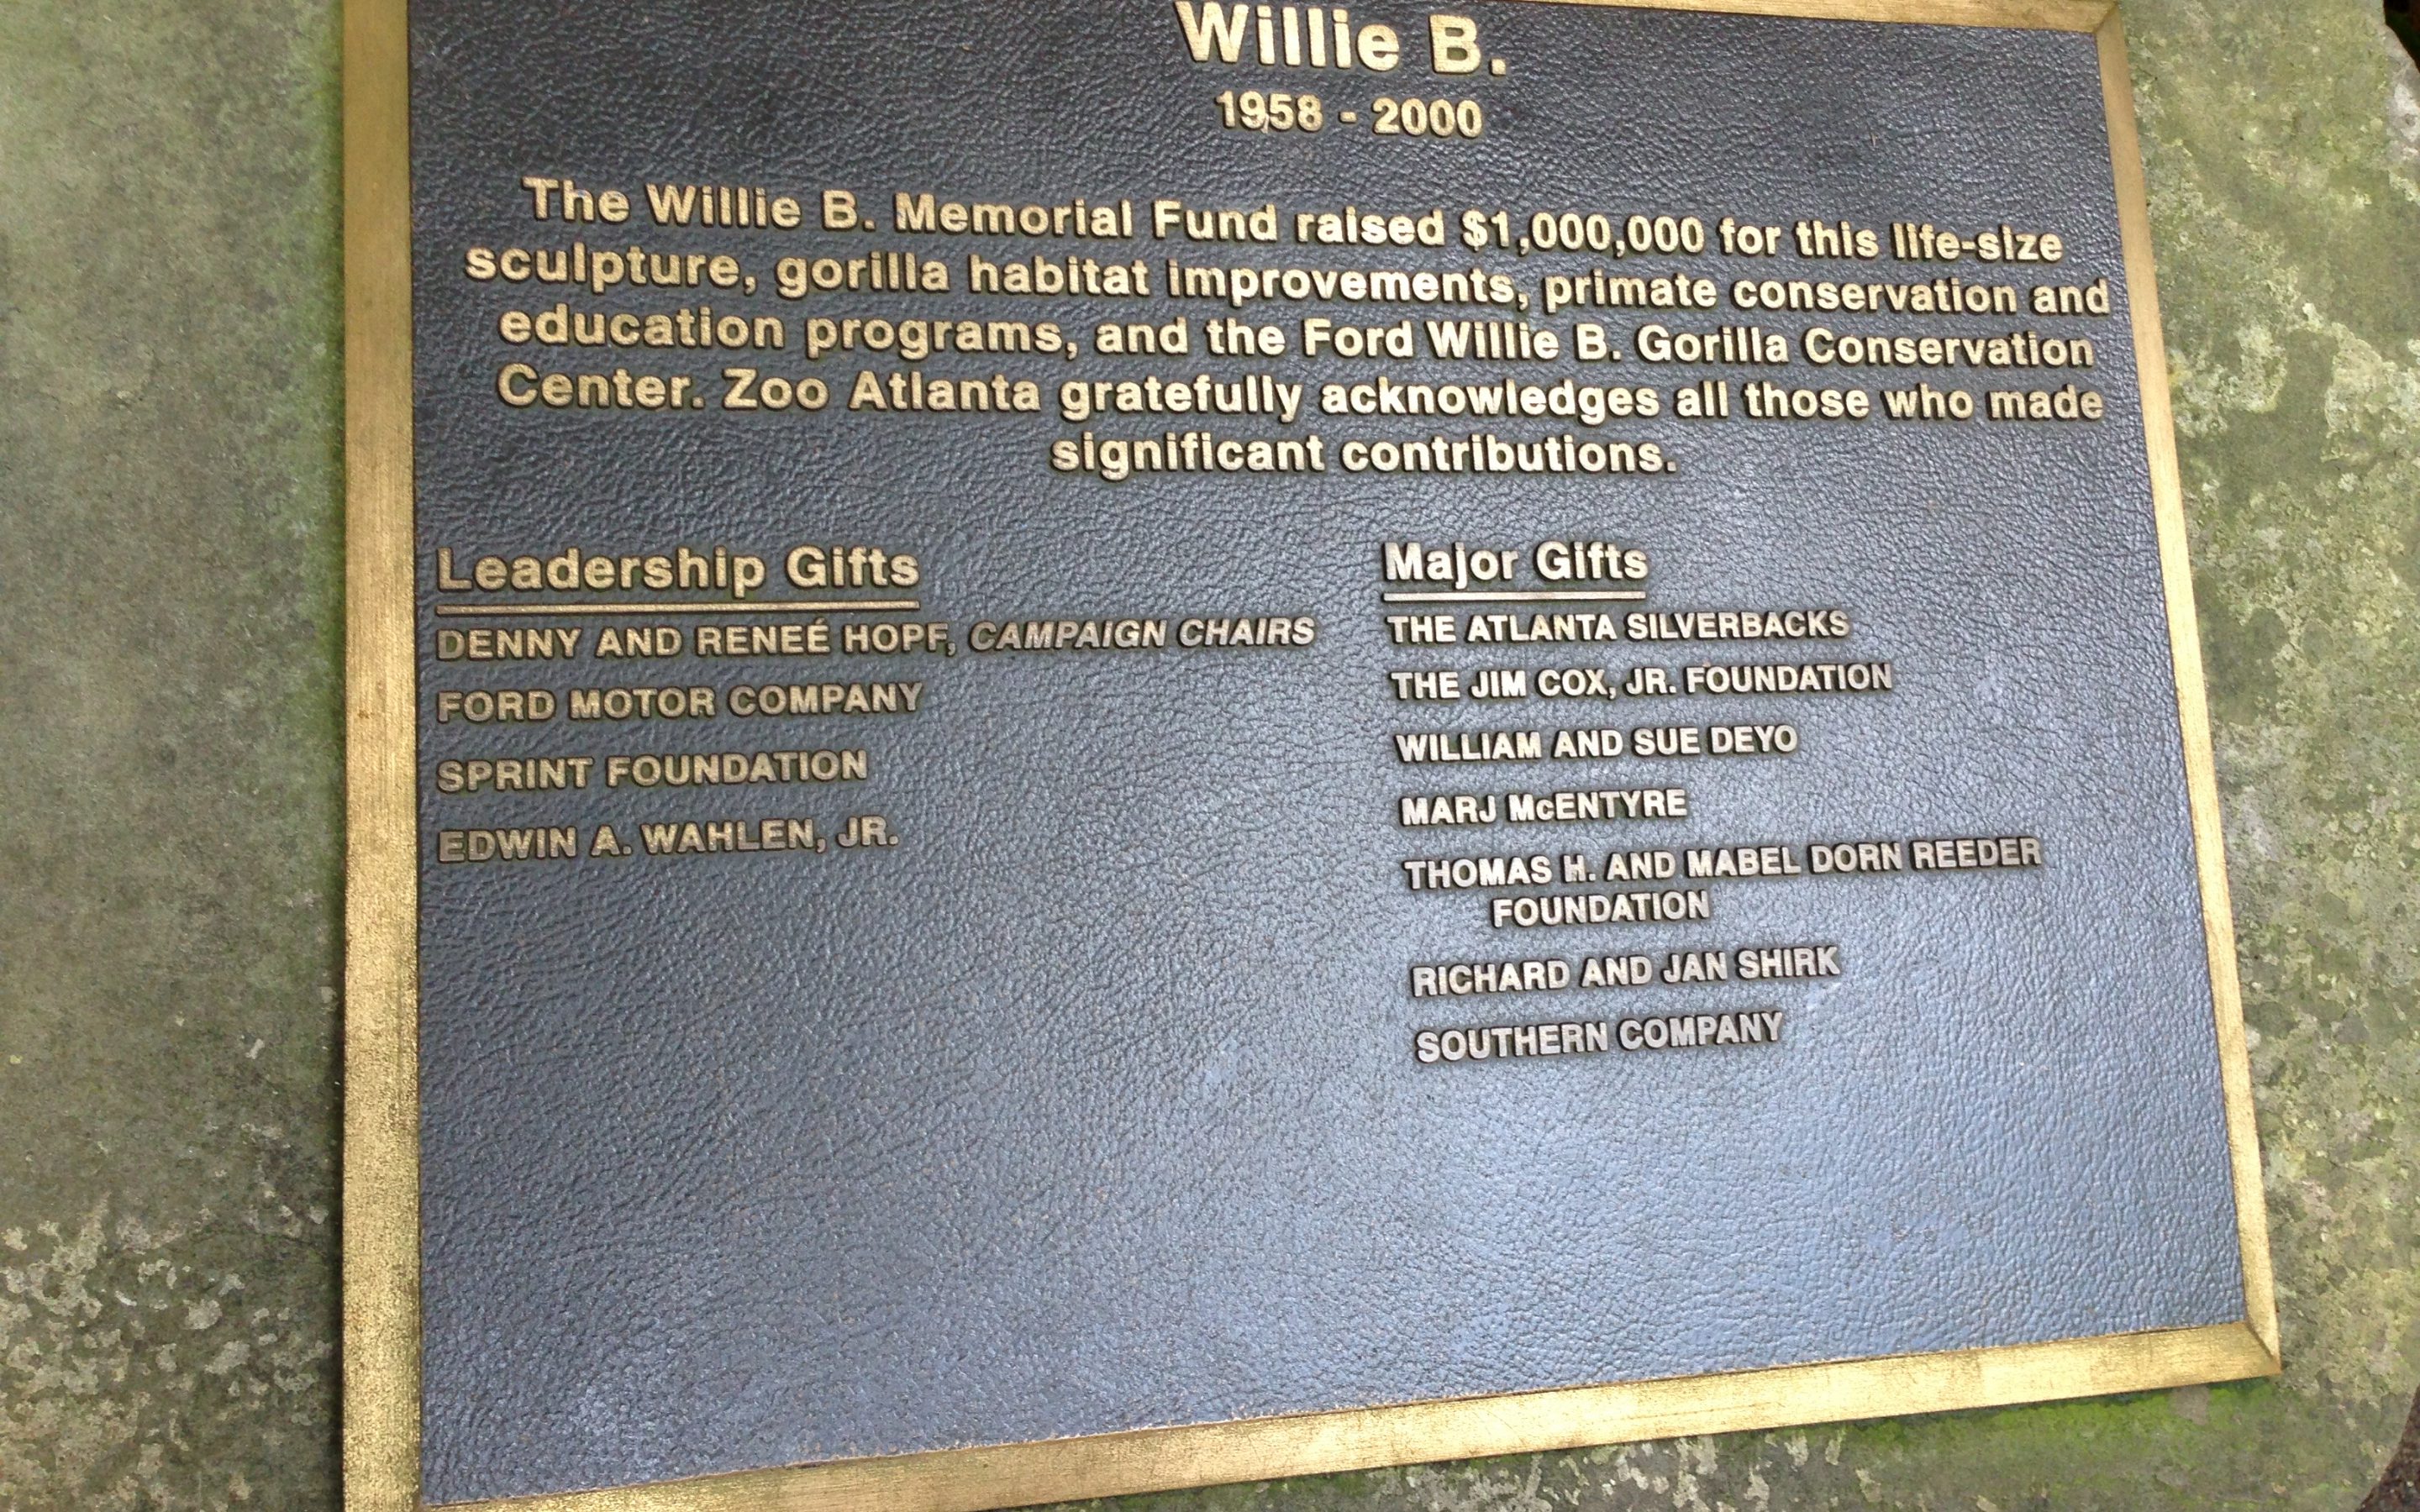 Willie B.
1958 - 2000
The Willie B. Memorial Fund raised $1,000,000 for this life-size
sculpture, gorilla habitat improvements, primate conservation and
education programs, and the Ford Willie B. Gorilla Conservation
Center. Zoo Atlanta gratefully acknowledges all those who made
significant contributions.
Leadership Gifts
DENNY AND RENEÉ HOPF, CAMPAIGN CHAIRS
FORD MOTOR COMPANY
SPRINT FOUNDATION
EDWIN A. WAHLEN, JR.
Major Gifts
THE ATLANTA SILVERBACKS
THE JIM COX, JR. FOUNDATION
WILLIAM AND SUE DEYO
MARJ McENTYRE
THOMAS H. AND MABEL DORN REEDER
FOUNDATION
RICHARD AND JAN SHIRK
SOUTHERN COMPANY